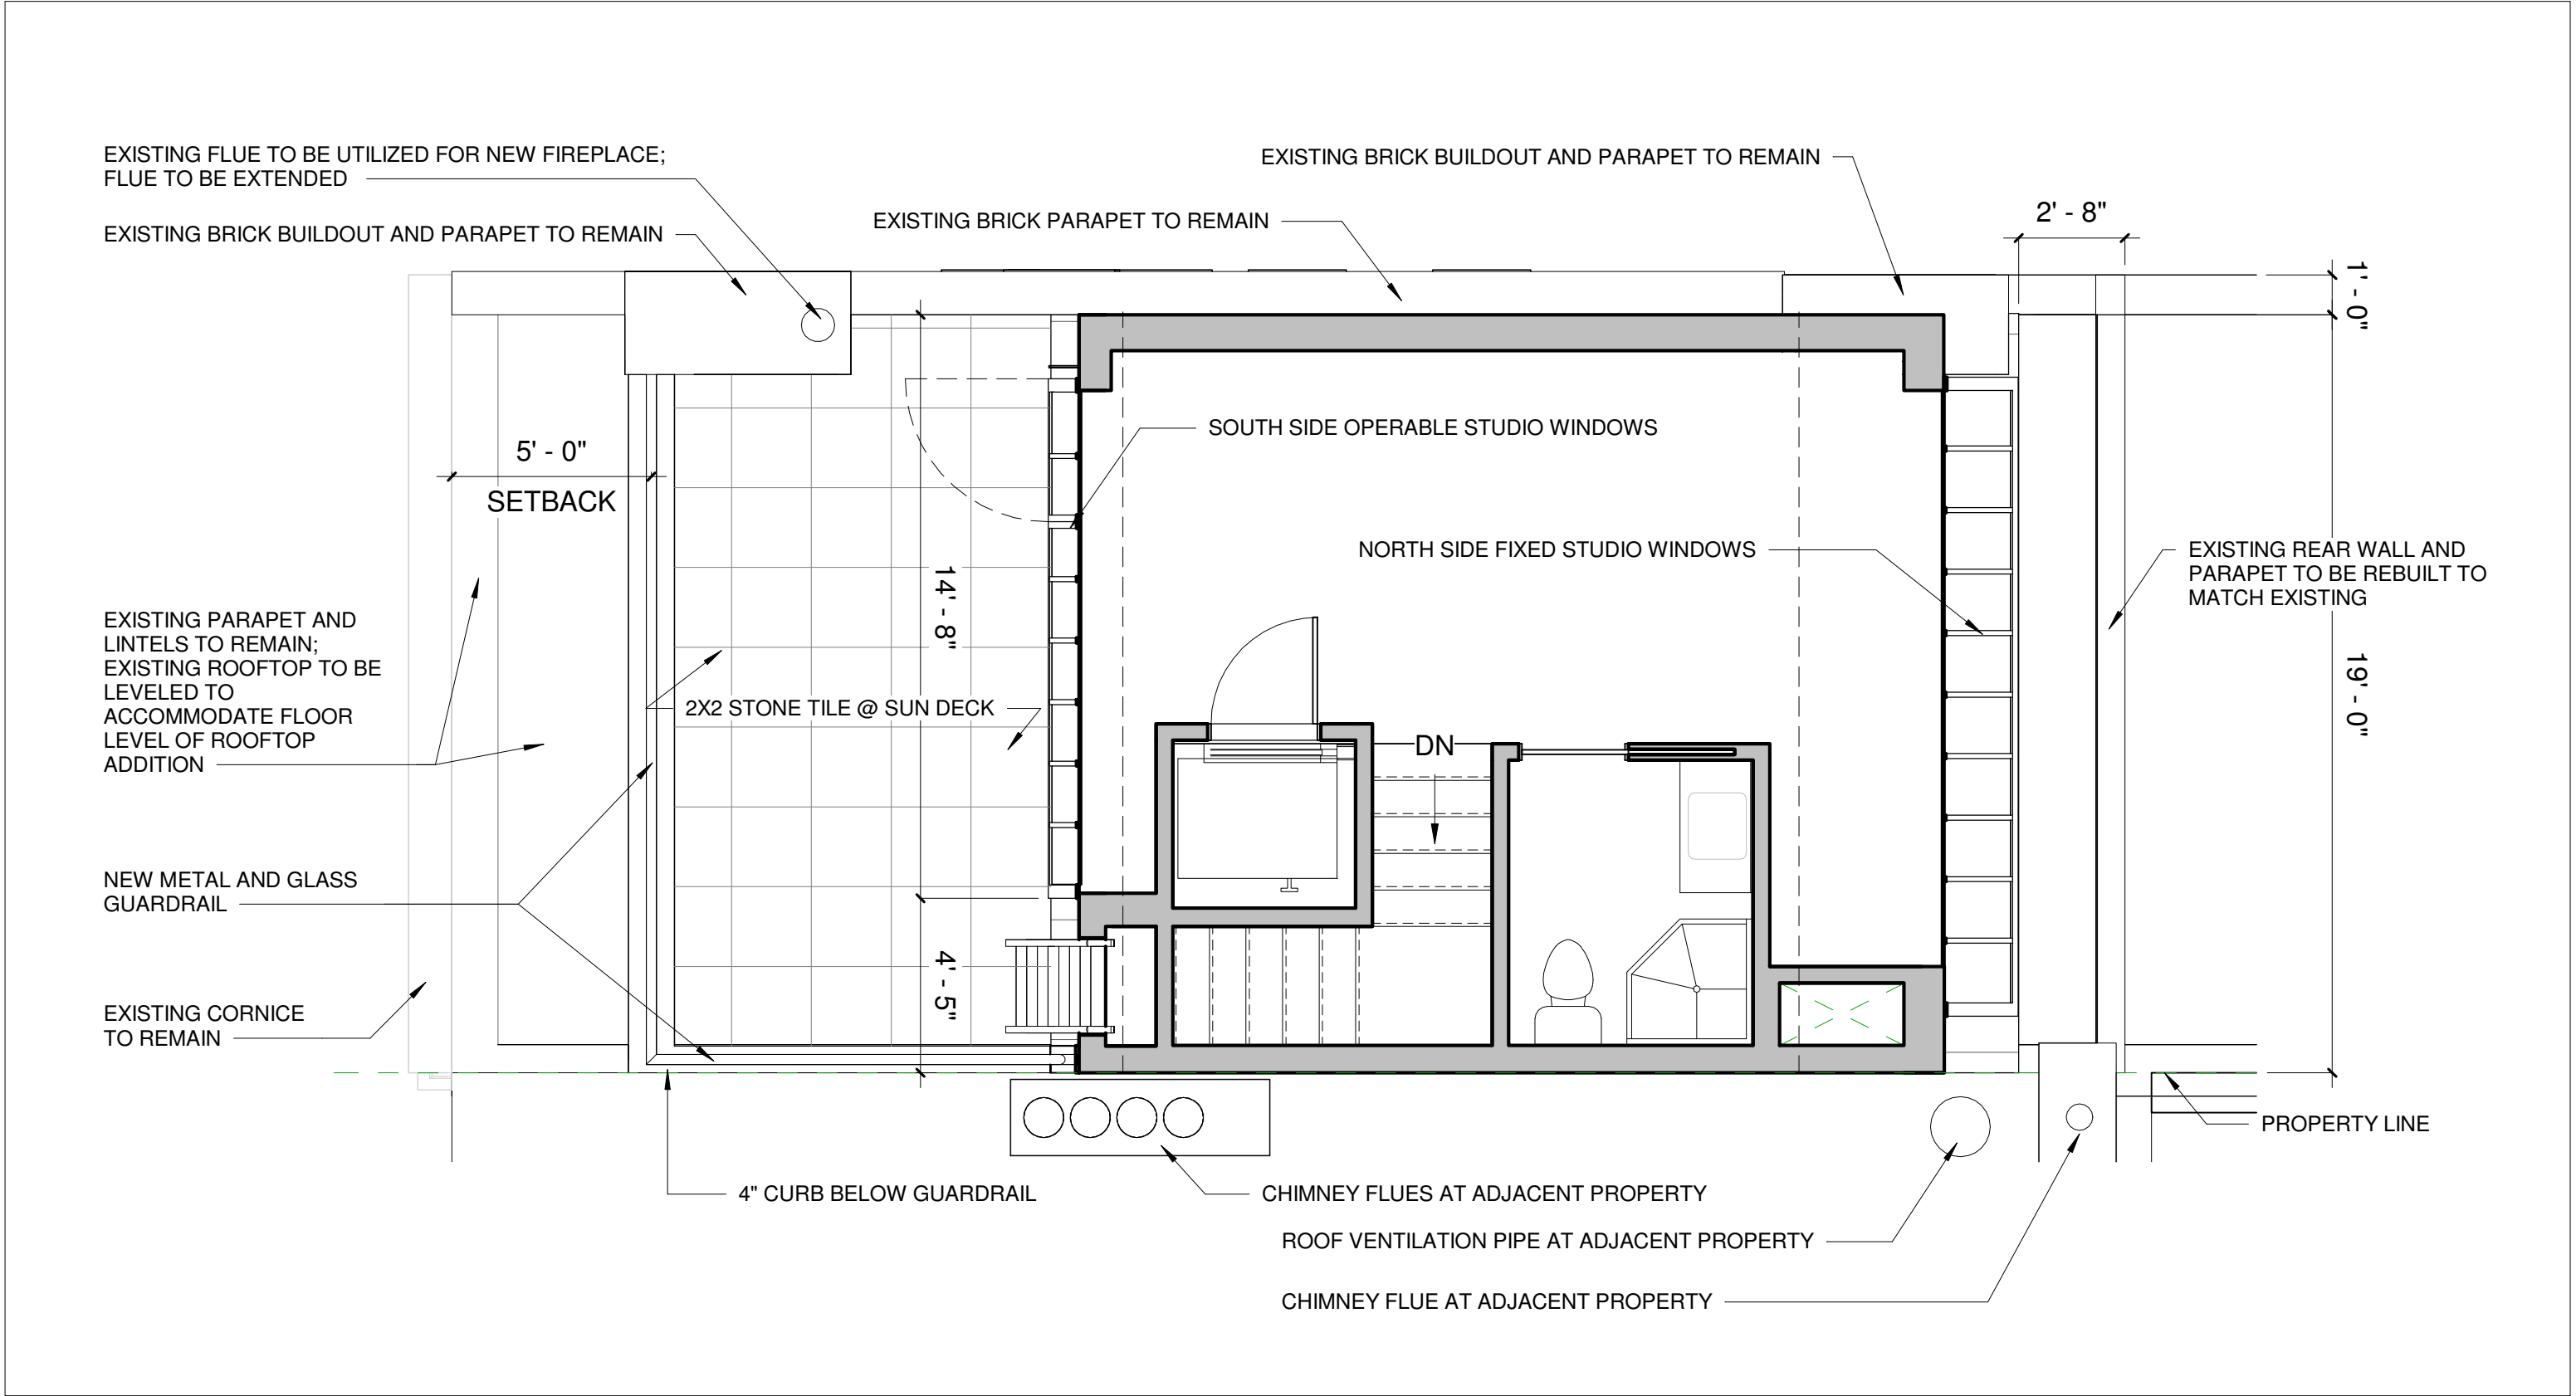 EXISTING FLUE TO BE UTILIZED FOR NEW FIREPLACE;
FLUE TO BE EXTENDED
EXISTING BRICK BUILDOUT AND PARAPET TO REMAIN
EXISTING BRICK PARAPET TO REMAIN
EXISTING BRICK BUILDOUT AND PARAPET TO REMAIN
2' - 8"
1' - 0"
5' - 0"
SETBACK
SOUTH SIDE OPERABLE STUDIO WINDOWS
NORTH SIDE FIXED STUDIO WINDOWS
EXISTING REAR WALL AND
PARAPET TO BE REBUILT TO
MATCH EXISTING
14' - 8"
19' - 0"
EXISTING PARAPET AND
LINTELS TO REMAIN;
EXISTING ROOFTOP TO BE
LEVELED TO
ACCOMMODATE FLOOR
LEVEL OF ROOFTOP
ADDITION
2X2 STONE TILE @ SUN DECK
DN
NEW METAL AND GLASS
GUARDRAIL
4' - 5"
EXISTING CORNICE
TO REMAIN
PROPERTY LINE
4" CURB BELOW GUARDRAIL
CHIMNEY FLUES AT ADJACENT PROPERTY
ROOF VENTILATION PIPE AT ADJACENT PROPERTY
CHIMNEY FLUE AT ADJACENT PROPERTY